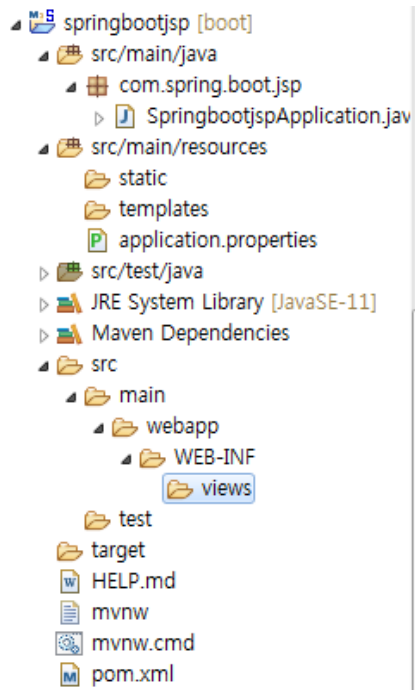 springbootjsp [boot]
src/main/java
com.spring.boot.jsp
SpringbootjspApplication.jav
src/main/resources
static
templates
application.properties
src/test/java
JRE System Library [JavaSE-11]
Maven Dependencies
src
main
webapp
WEB-INF
views
test
target
HELP.md
mvnw
mvnw.cmd
pom.xml